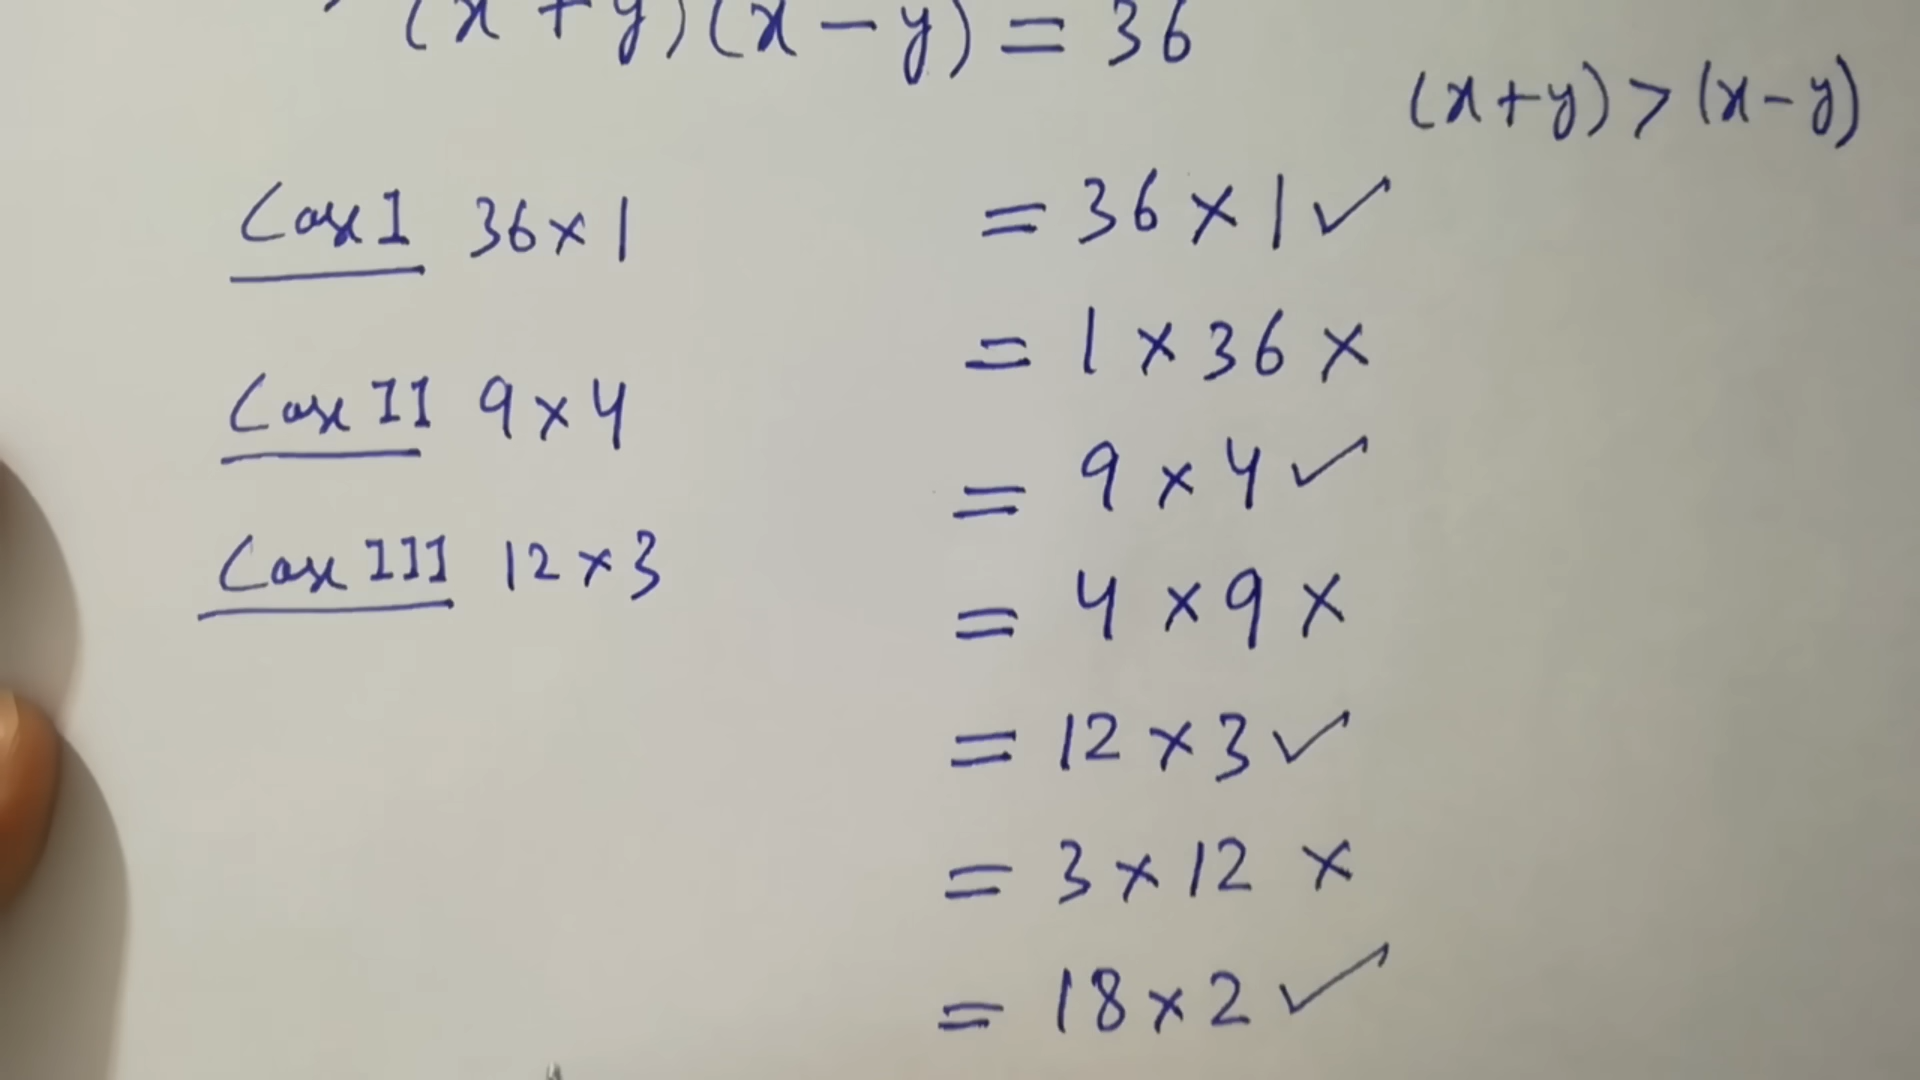 (x+y)(x-y) = 36
(x+y) > (x-y)
Case I 36 × 1
Case II 9 × 4
Case III 12 × 3
= 36 × 1 ✓
= 1 × 36 ×
= 9 × 4 ✓
= 4 × 9 ×
= 12 × 3 ✓
= 3 × 12 ×
= 18 × 2 ✓